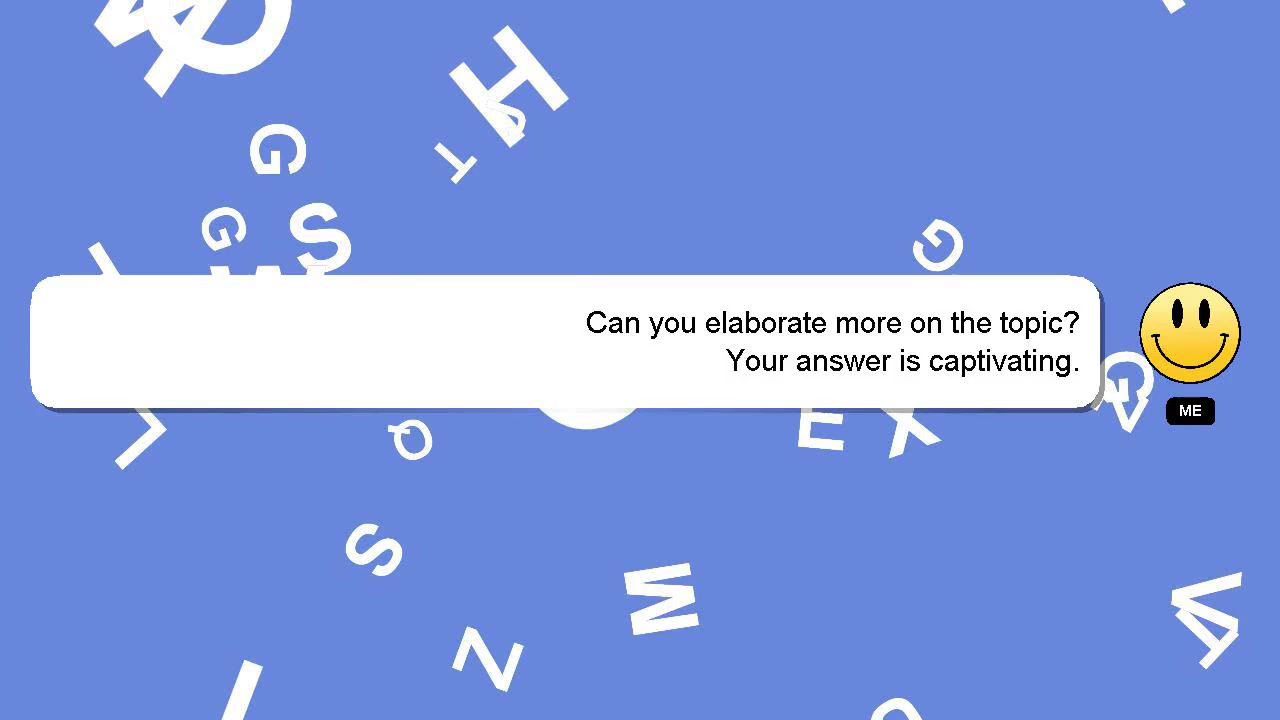 Can you elaborate more on the topic?
Your answer is captivating.
ME